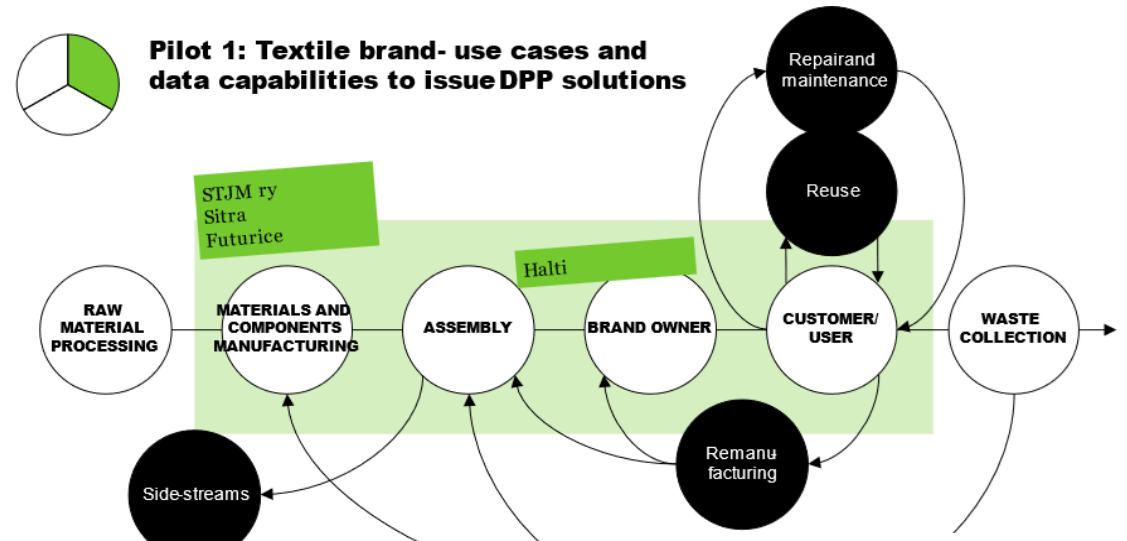 Pilot 1: Textile brand- use cases and
data capabilities to issue DPP solutions
Repairand
maintenance
Reuse
STJM ry
Sitra
Futurice
Halti
RAW
MATERIAL
PROCESSING
MATERIALS AND
COMPONENTS
MANUFACTURING
ASSEMBLY
BRAND OWNER
CUSTOMER/
USER
WASTE
COLLECTION
Remanu-
facturing
Side-streams